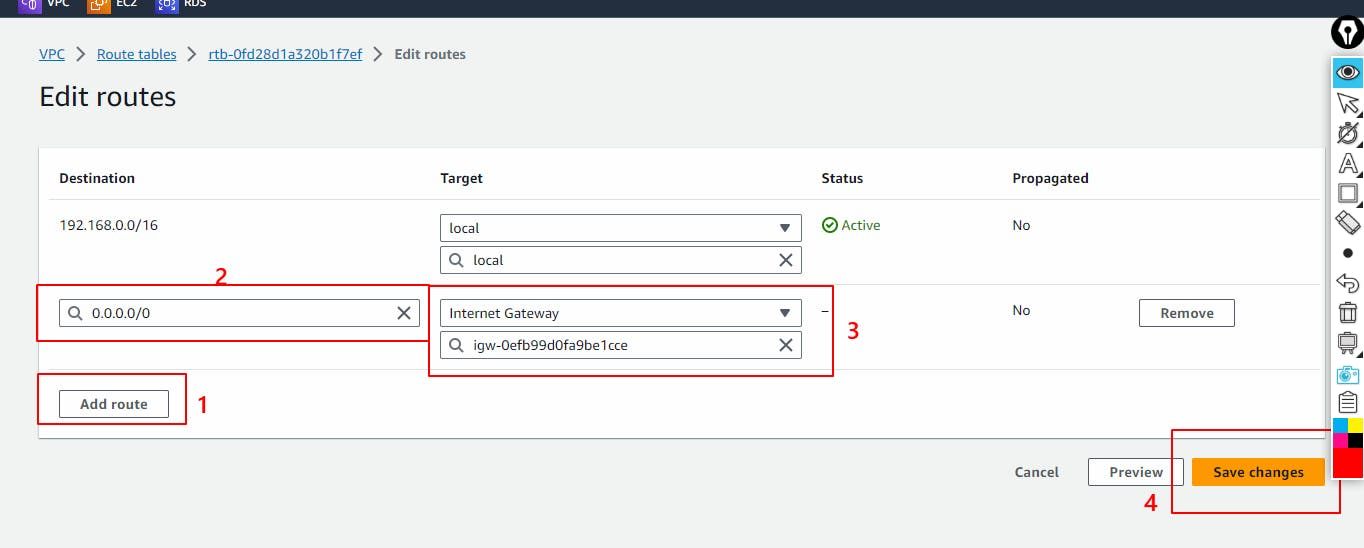 VPC EC2 RDS
VPC > Route tables > rtb-0fd28d1a320b1f7ef > Edit routes
Edit routes
Destination Target Status Propagated
192.168.0.0/16 local Active No
local
2
0.0.0.0/0 Internet Gateway – No Remove
igw-0efb99d0fa9be1cce
3
Add route
1
Cancel Preview Save changes
4